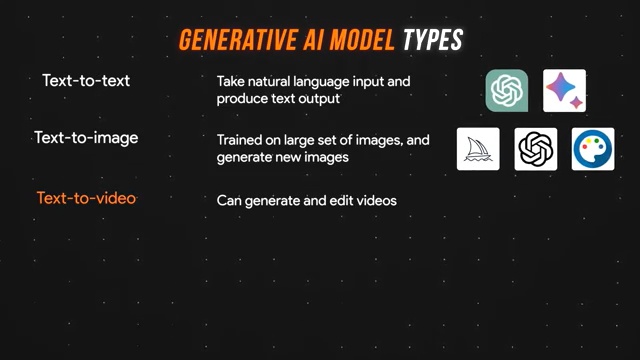 GENERATIVE AI MODEL TYPES
Text-to-text
Take natural language input and
produce text output
Text-to-image
Trained on large set of images, and
generate new images
Text-to-video
Can generate and edit videos